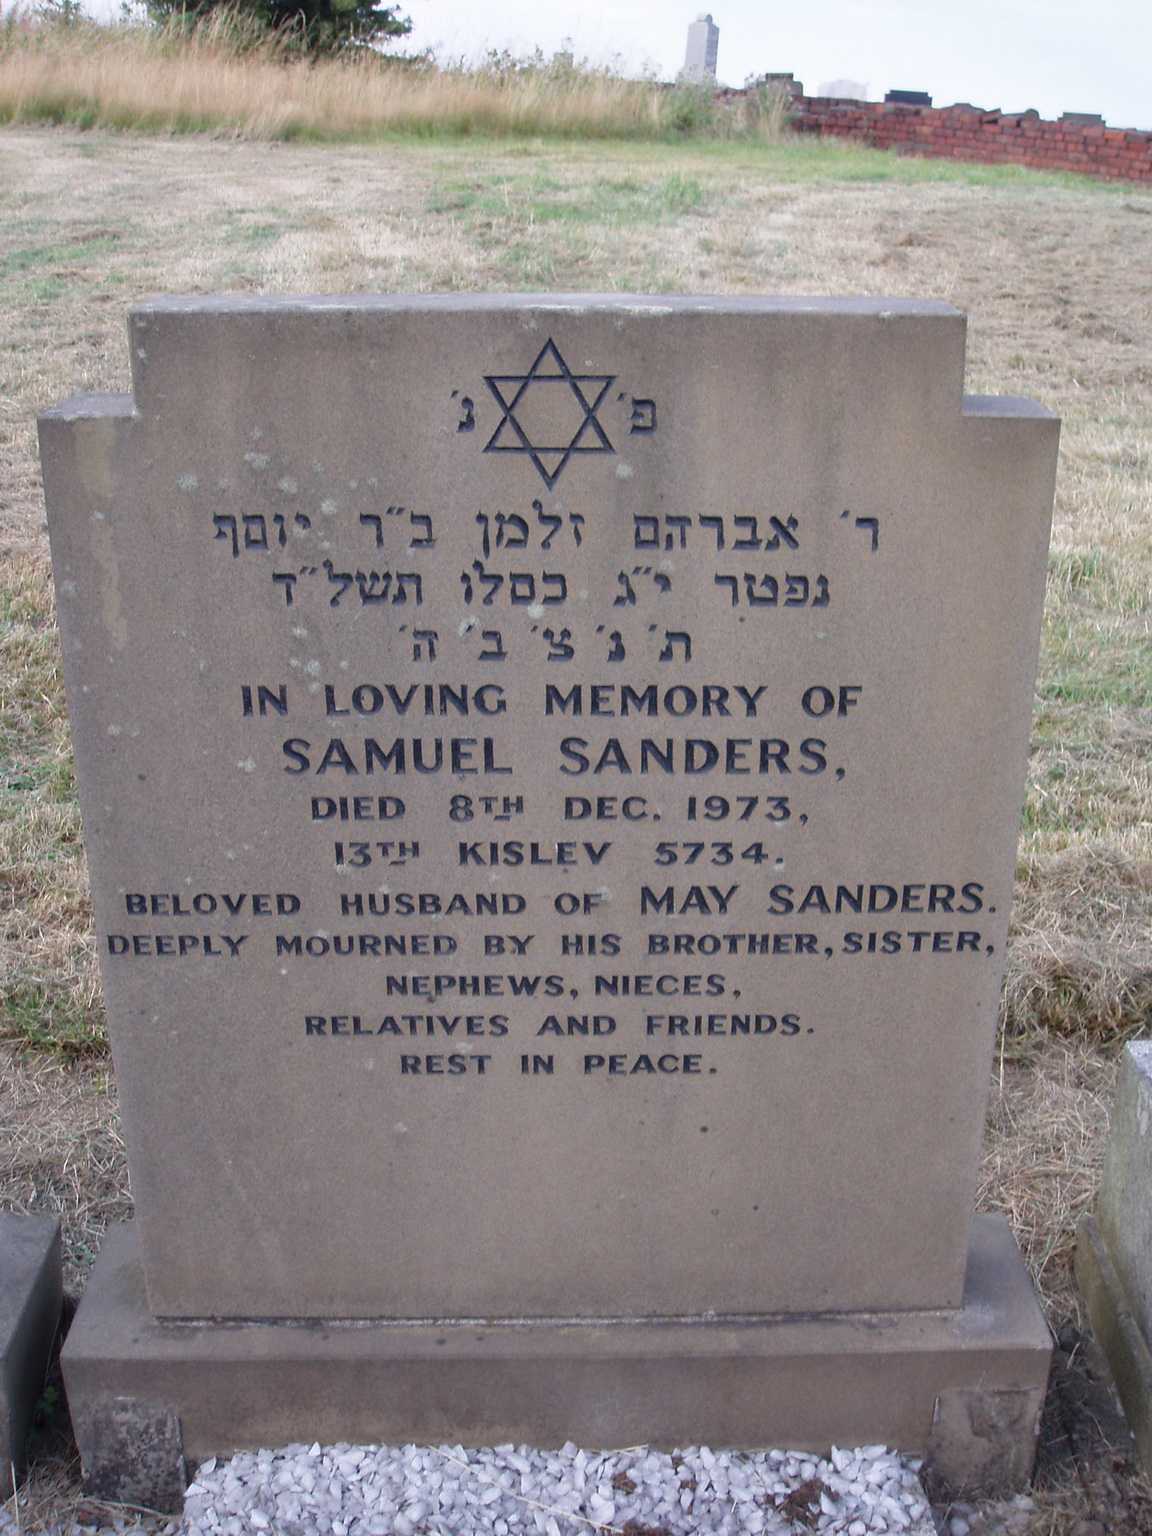 פ׳ נ׳
ר׳ אברהם זלמן ב״ר יוסף
נפטר י״ג כסלו תשל״ד
ת׳ נ׳ צ׳ ב׳ ה׳
IN LOVING MEMORY OF
SAMUEL SANDERS,
DIED 8TH DEC. 1973,
13TH KISLEV 5734.
BELOVED HUSBAND OF MAY SANDERS.
DEEPLY MOURNED BY HIS BROTHER, SISTER,
NEPHEWS, NIECES,
RELATIVES AND FRIENDS.
REST IN PEACE.